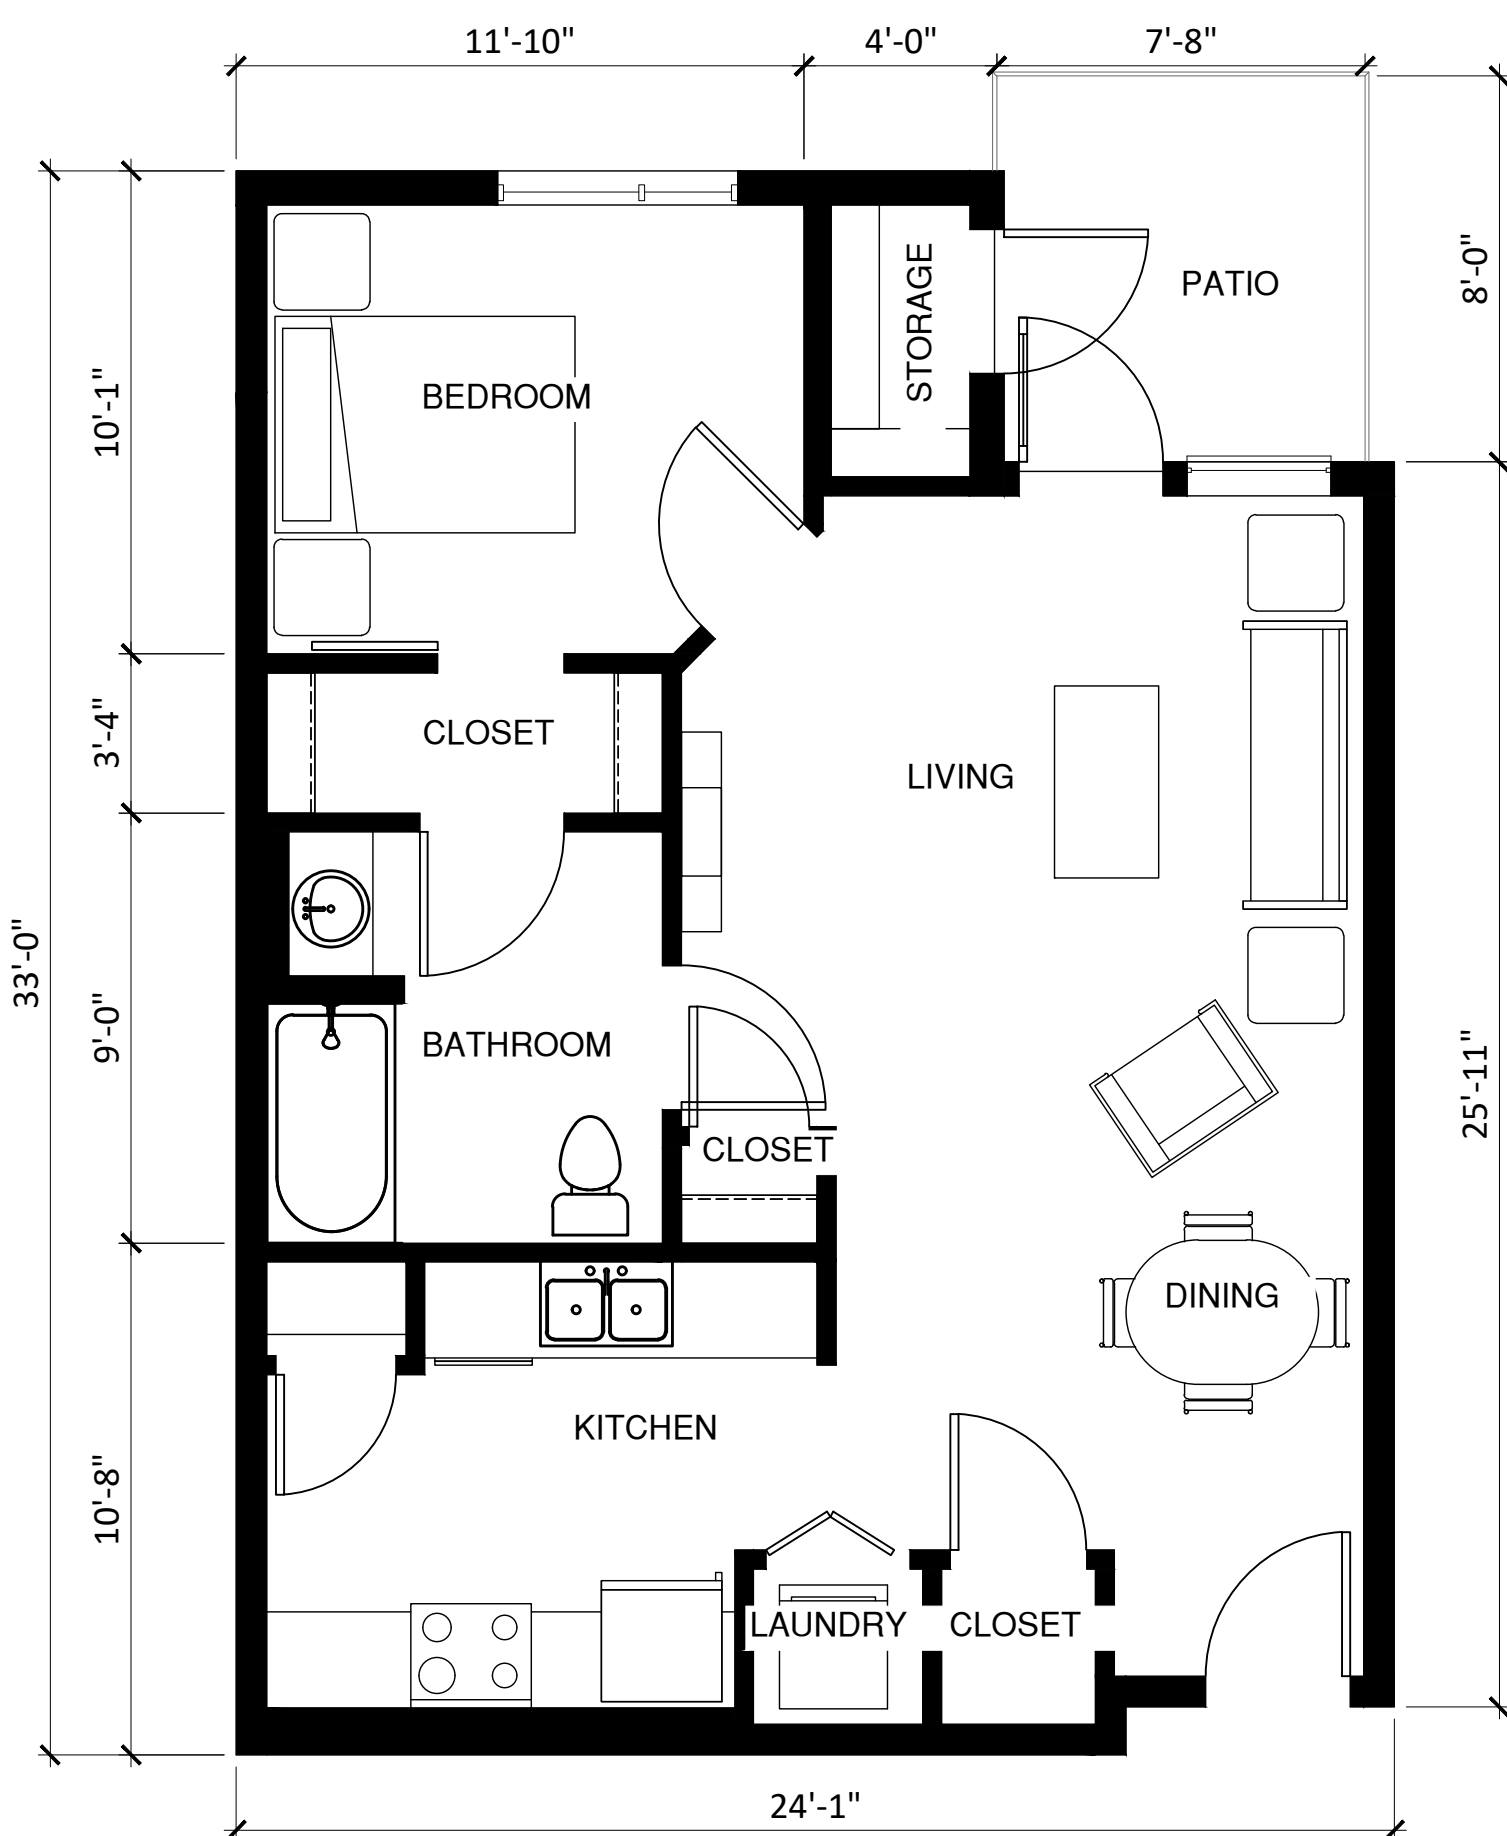 11'-10" 4'-0" 7'-8"
8'-0"
PATIO
STORAGE
BEDROOM
10'-1"
CLOSET
3'-4"
LIVING
33'-0"
9'-0"
BATHROOM
25'-11"
CLOSET
DINING
KITCHEN
10'-8"
LAUNDRY CLOSET
24'-1"